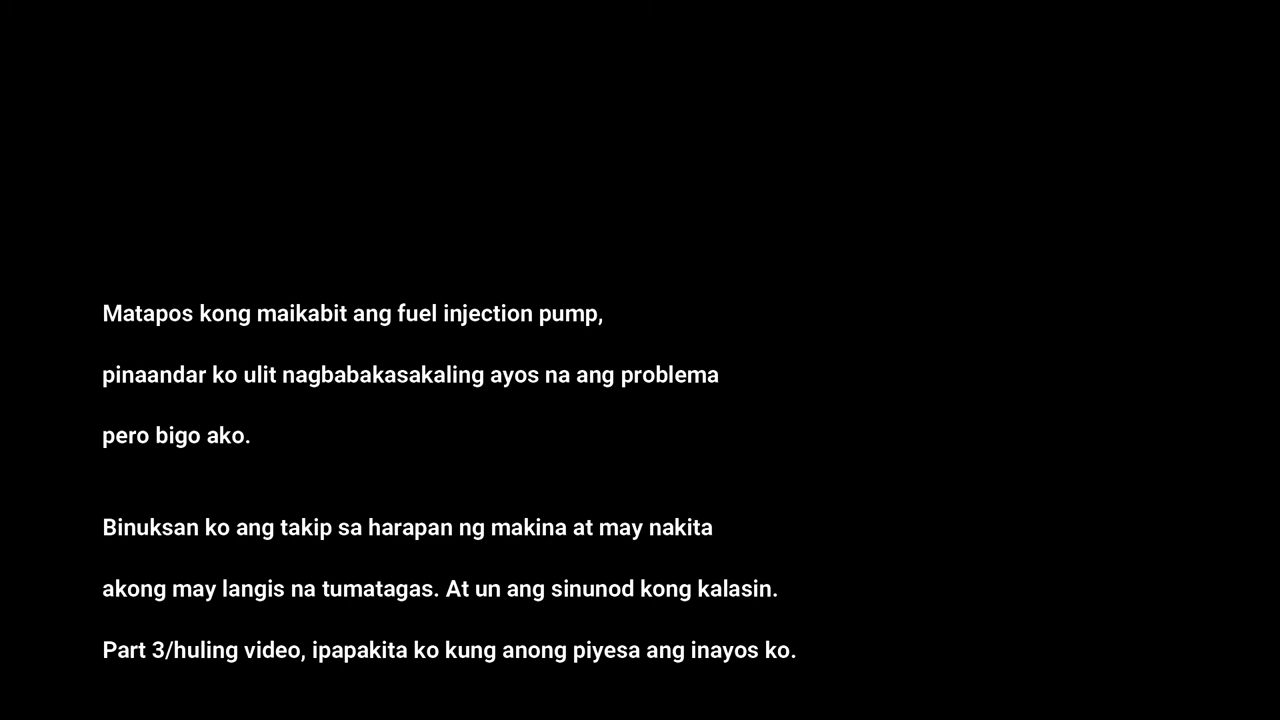 Matapos kong maikabit ang fuel injection pump,
pinaandar ko ulit nagbabakasakaling ayos na ang problema
pero bigo ako.
Binuksan ko ang takip sa harapan ng makina at may nakita
akong may langis na tumatagas. At un ang sinunod kong kalasin.
Part 3/huling video, ipapakita ko kung anong piyesa ang inayos ko.